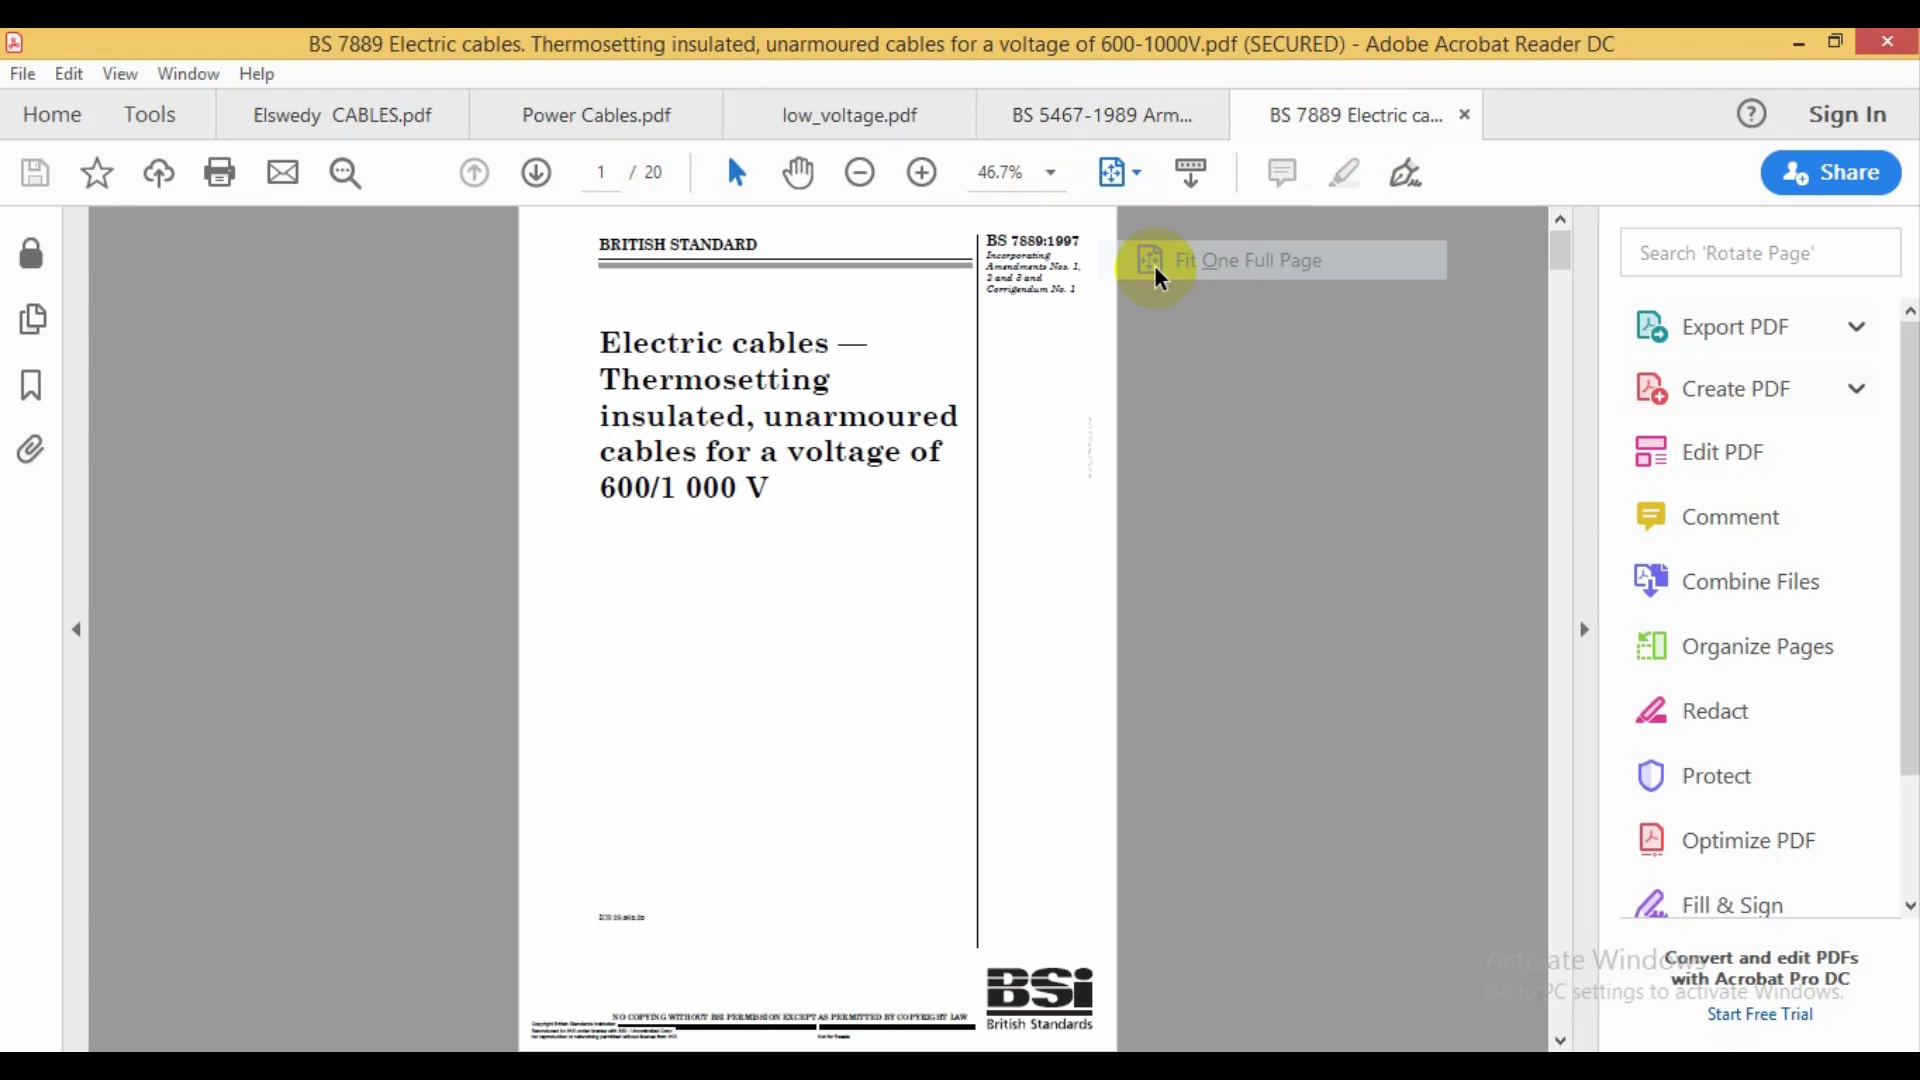 BS 7889 Electric cables. Thermosetting insulated, unarmoured cables for a voltage of 600-1000V.pdf (SECURED) - Adobe Acrobat Reader DC
File Edit View Window Help
Home Tools Elswedy CABLES.pdf Power Cables.pdf low_voltage.pdf BS 5467-1989 Arm... BS 7889 Electric ca... Sign In
1 / 20 46.7% Share
BRITISH STANDARD
BS 7889:1997
Incorporating
Amendments Nos. 1,
2 and 3 and
Corrigendum No. 1
Fit One Full Page
Electric cables —
Thermosetting
insulated, unarmoured
cables for a voltage of
600/1 000 V
BSi
British Standards
NO COPYING WITHOUT BSI PERMISSION EXCEPT AS PERMITTED BY COPYRIGHT LAW
Search 'Rotate Page'
Export PDF
Create PDF
Edit PDF
Comment
Combine Files
Organize Pages
Redact
Protect
Optimize PDF
Fill & Sign
Activate Windows
Go to PC settings to activate Windows.
Convert and edit PDFs
with Acrobat Pro DC
Start Free Trial